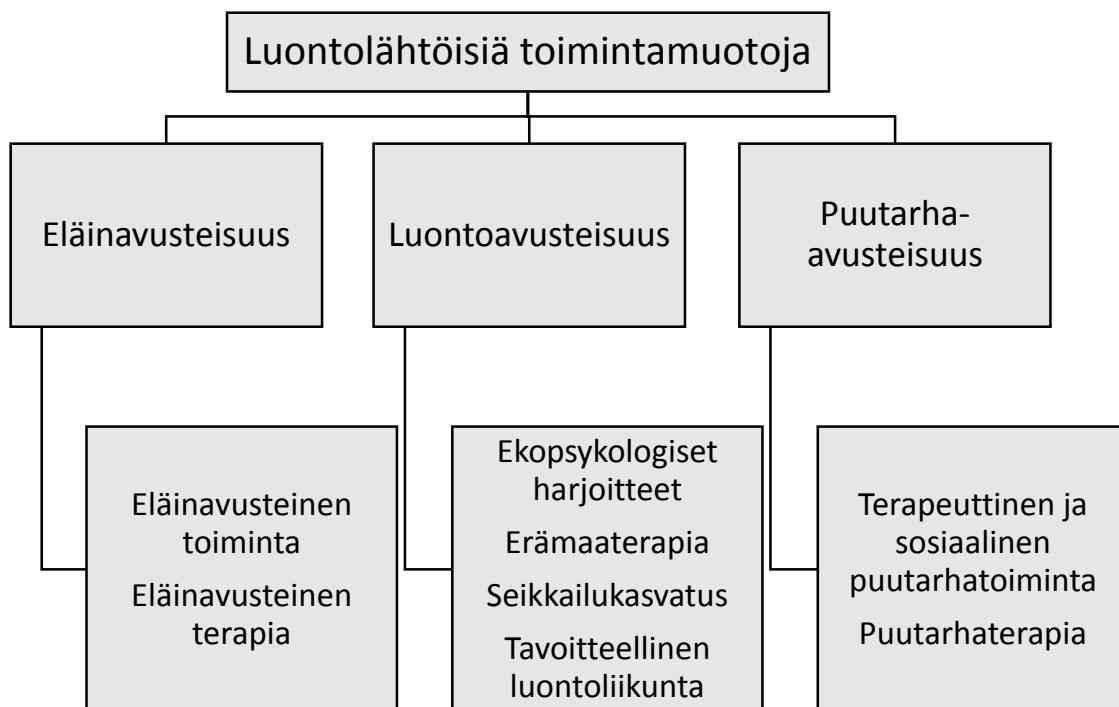 Luontolähtöisiä toimintamuotoja
Eläinavusteisuus
Luontoavusteisuus
Puutarha-
avusteisuus
Eläinavusteinen
toiminta
Eläinavusteinen
terapia
Ekopsykologiset
harjoitteet
Erämaaterapia
Seikkailukasvatus
Tavoitteellinen
luontoliikunta
Terapeuttinen ja
sosiaalinen
puutarhatoiminta
Puutarhaterapia